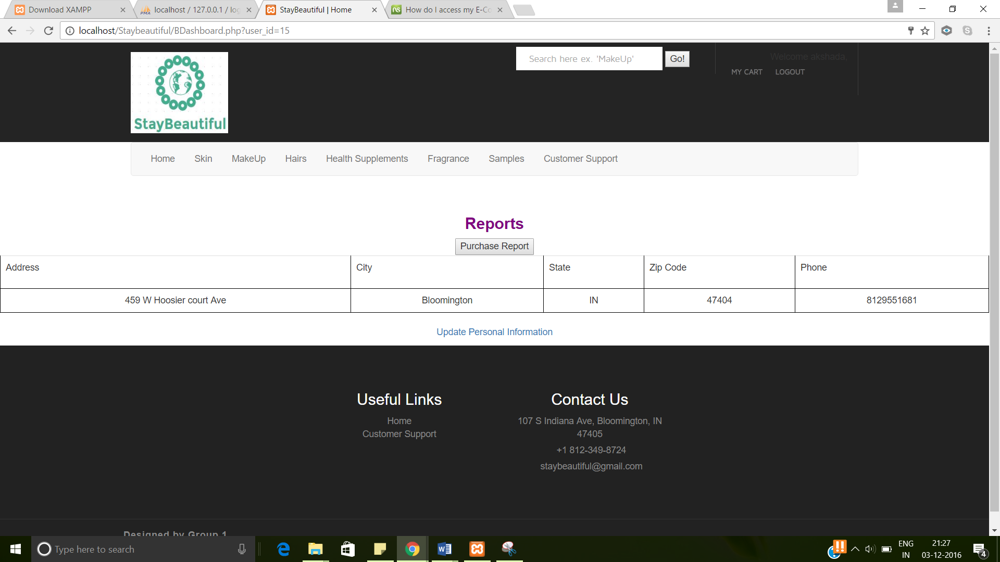 Download XAMPP
localhost / 127.0.0.1 / log
StayBeautiful | Home
How do I access my E-Co
localhost/Staybeautiful/BDashboard.php?user_id=15
StayBeautiful
Search here ex. 'MakeUp'
Go!
Welcome akshada,
MY CART LOGOUT
Home Skin MakeUp Hairs Health Supplements Fragrance Samples Customer Support
Reports
Purchase Report
Address City State Zip Code Phone
459 W Hoosier court Ave Bloomington IN 47404 8129551681
Update Personal Information
Useful Links
Home
Customer Support
Contact Us
107 S Indiana Ave, Bloomington, IN
47405
+1 812-349-8724
staybeautiful@gmail.com
Designed by Group 1
Type here to search
ENG
IN
21:27
03-12-2016
4